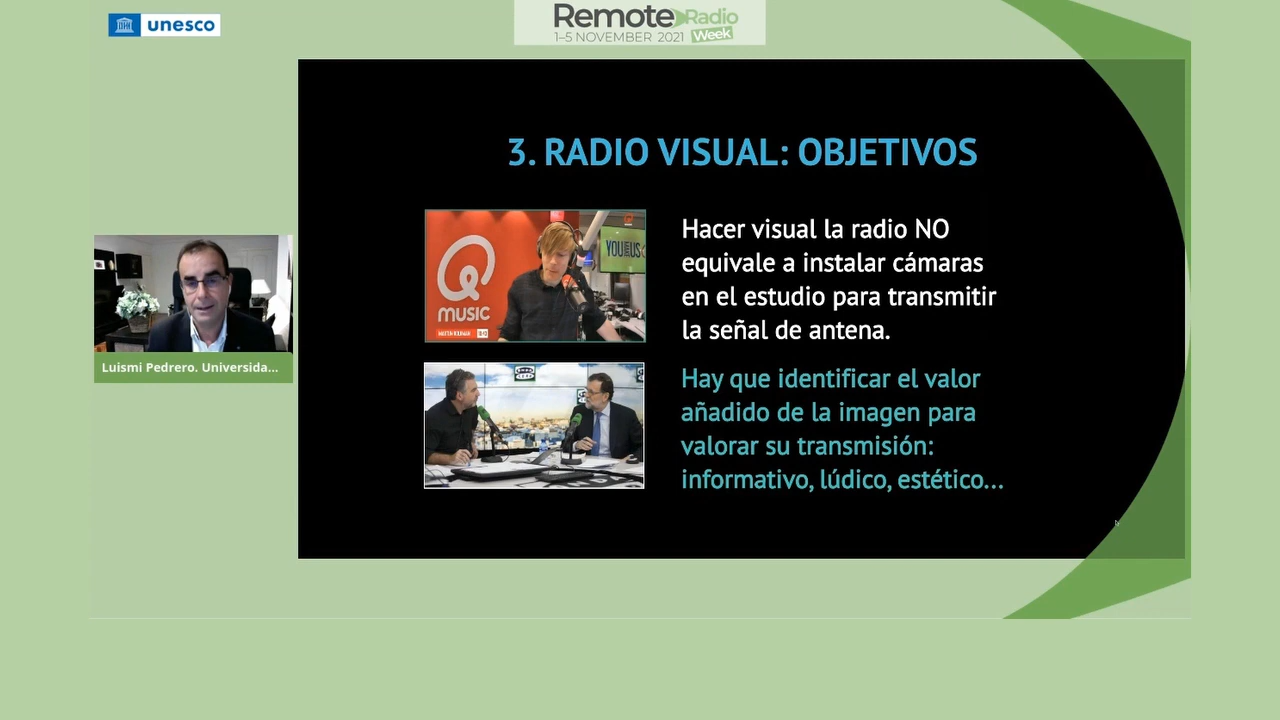 unesco
Remote Radio
Week
1–5 NOVEMBER 2021
3. RADIO VISUAL: OBJETIVOS
Q
MUSIC
Hacer visual la radio NO
equivale a instalar cámaras
en el estudio para transmitir
la señal de antena.
Hay que identificar el valor
añadido de la imagen para
valorar su transmisión:
informativo, lúdico, estético...
Luismi Pedrero. Universida...